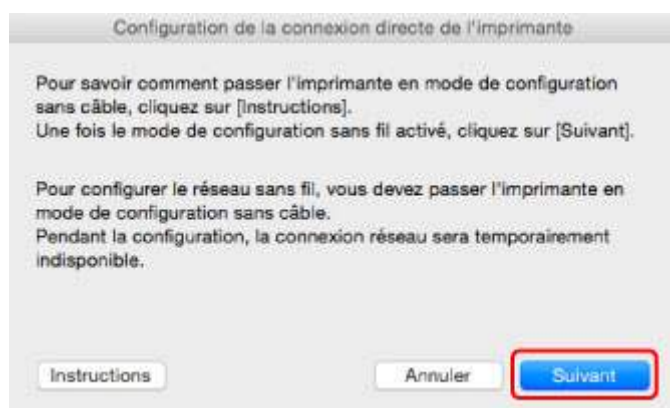 Configuration de la connexion directe de l'imprimante
Pour savoir comment passer l'imprimante en mode de configuration
sans câble, cliquez sur [Instructions].
Une fois le mode de configuration sans fil activé, cliquez sur [Suivant].
Pour configurer le réseau sans fil, vous devez passer l'imprimante en
mode de configuration sans câble.
Pendant la configuration, la connexion réseau sera temporairement
indisponible.
Instructions
Annuler
Suivant